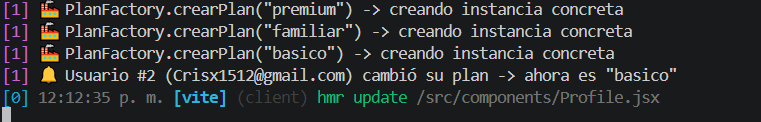 [1] 🏭 PlanFactory.crearPlan("premium") -> creando instancia concreta
[1] 🏭 PlanFactory.crearPlan("familiar") -> creando instancia concreta
[1] 🏭 PlanFactory.crearPlan("basico") -> creando instancia concreta
[1] 🔔 Usuario #2 (Crisx1512@gmail.com) cambió su plan -> ahora es "basico"
[0] 12:12:35 p. m. [vite] (client) hmr update /src/components/Profile.jsx